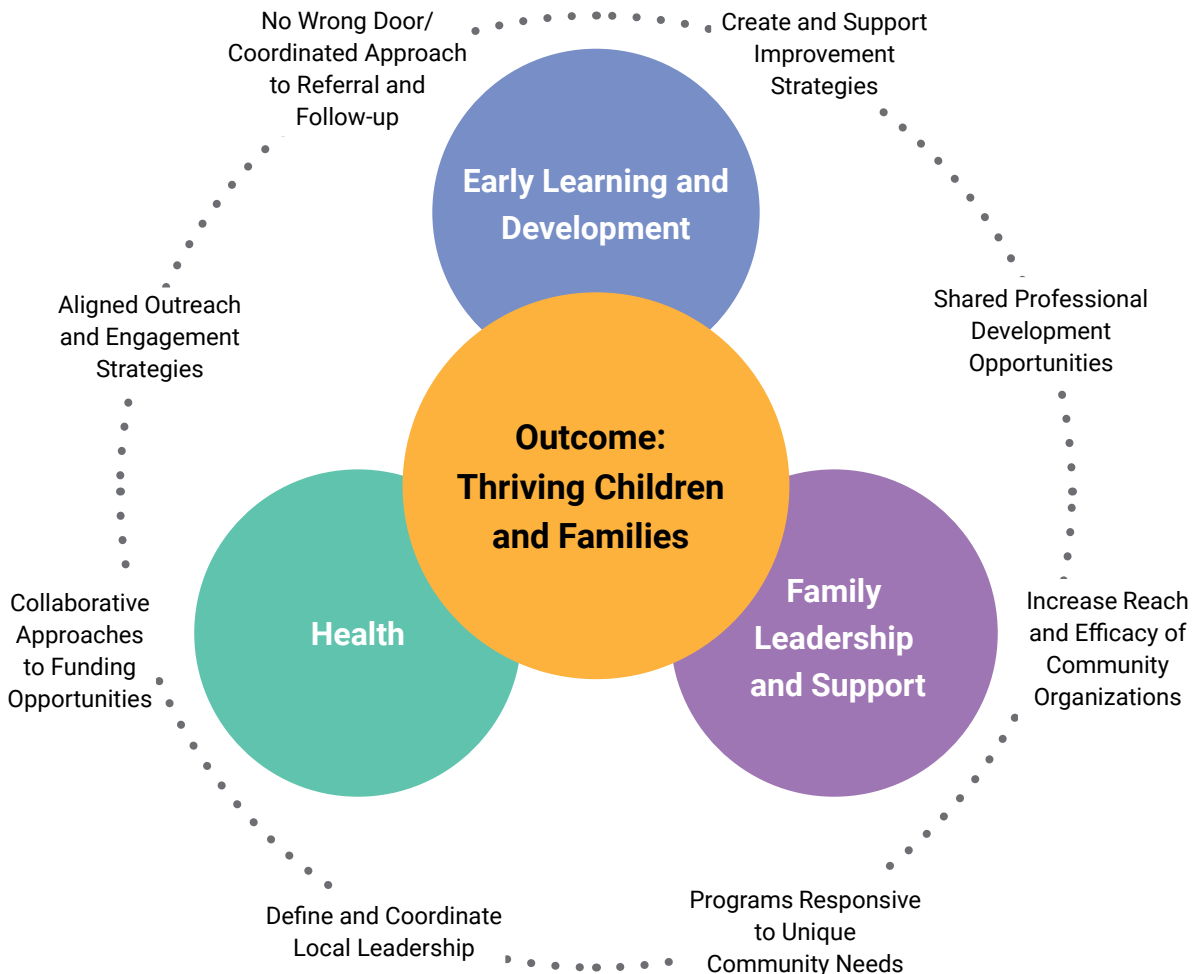 No Wrong Door/
Coordinated Approach
to Referral and
Follow-up
Create and Support
Improvement
Strategies
Early Learning and
Development
Aligned Outreach
and Engagement
Strategies
Shared Professional
Development
Opportunities
Outcome:
Thriving Children
and Families
Health
Family
Leadership
and Support
Collaborative
Approaches
to Funding
Opportunities
Increase Reach
and Efficacy of
Community
Organizations
Define and Coordinate
Local Leadership
Programs Responsive
to Unique
Community Needs